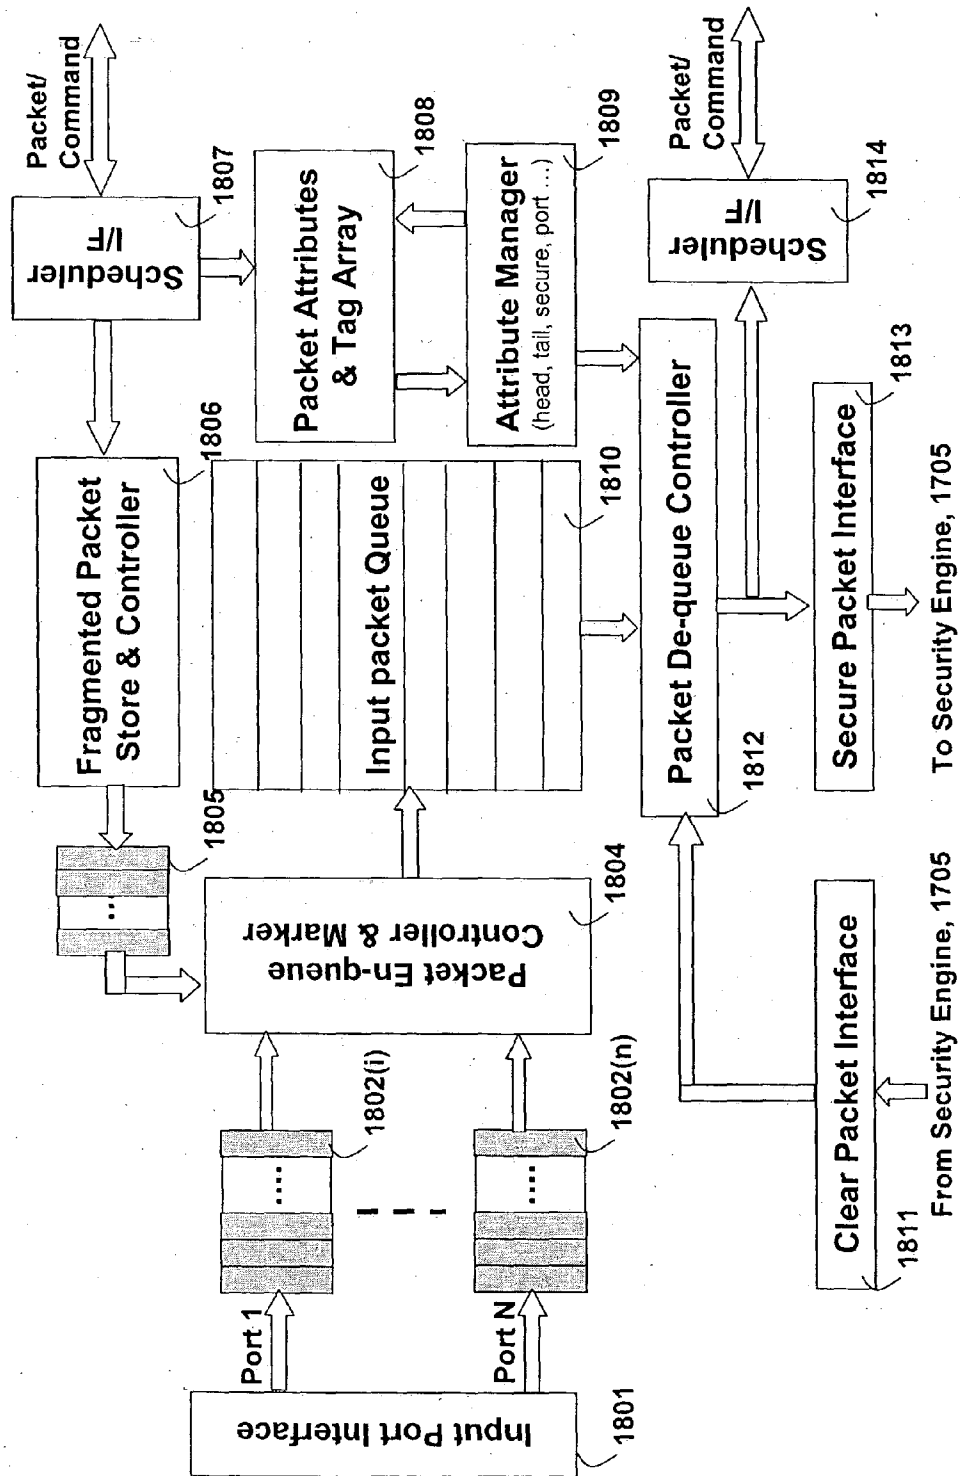 Packet/
Command
Scheduler
I/F
1807
Packet Attributes
& Tag Array
1808
Attribute Manager
(head, tail, secure, port ...)
1809
Packet/
Command
Scheduler
I/F
1814
Fragmented Packet
Store & Controller
1806
Input packet Queue
1810
Packet De-queue Controller
1812
Secure Packet Interface
1813
To Security Engine, 1705
....
1805
Packet En-queue
Controller & Marker
1804
....
1802(i)
....
1802(n)
Clear Packet Interface
1811
From Security Engine, 1705
Port 1
Port N
Input Port Interface
1801